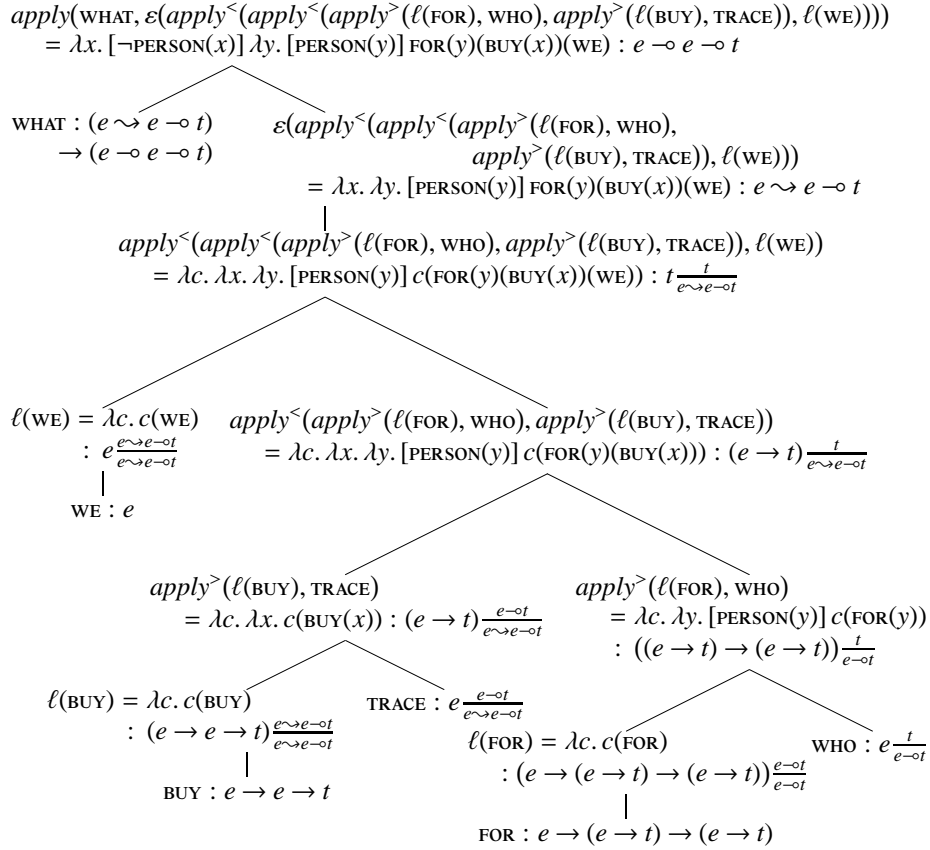 apply(WHAT, ε(apply<(apply<(apply>(ℓ(FOR), WHO), apply>(ℓ(BUY), TRACE)), ℓ(WE))))
= λx. [¬PERSON(x)] λy. [PERSON(y)] FOR(y)(BUY(x))(WE) : e ⊸ e ⊸ t
WHAT : (e ⇝ e ⊸ t)
→ (e ⊸ e ⊸ t)
ε(apply<(apply<(apply>(ℓ(FOR), WHO),
apply>(ℓ(BUY), TRACE)), ℓ(WE)))
= λx. λy. [PERSON(y)] FOR(y)(BUY(x))(WE) : e ⇝ e ⊸ t
apply<(apply<(apply>(ℓ(FOR), WHO), apply>(ℓ(BUY), TRACE)), ℓ(WE))
= λc. λx. λy. [PERSON(y)] c(FOR(y)(BUY(x))(WE)) : t t/e⇝e⊸t
ℓ(WE) = λc. c(WE)
: e e⇝e⊸t/e⇝e⊸t
WE : e
apply<(apply>(ℓ(FOR), WHO), apply>(ℓ(BUY), TRACE))
= λc. λx. λy. [PERSON(y)] c(FOR(y)(BUY(x))) : (e → t) t/e⇝e⊸t
apply>(ℓ(BUY), TRACE)
= λc. λx. c(BUY(x)) : (e → t) e⊸t/e⇝e⊸t
apply>(ℓ(FOR), WHO)
= λc. λy. [PERSON(y)] c(FOR(y))
: ((e → t) → (e → t)) t/e⊸t
ℓ(BUY) = λc. c(BUY)
: (e → e → t) e⇝e⊸t/e⇝e⊸t
BUY : e → e → t
TRACE : e e⊸t/e⇝e⊸t
ℓ(FOR) = λc. c(FOR)
: (e → (e → t) → (e → t)) e⊸t/e⊸t
FOR : e → (e → t) → (e → t)
WHO : e t/e⊸t